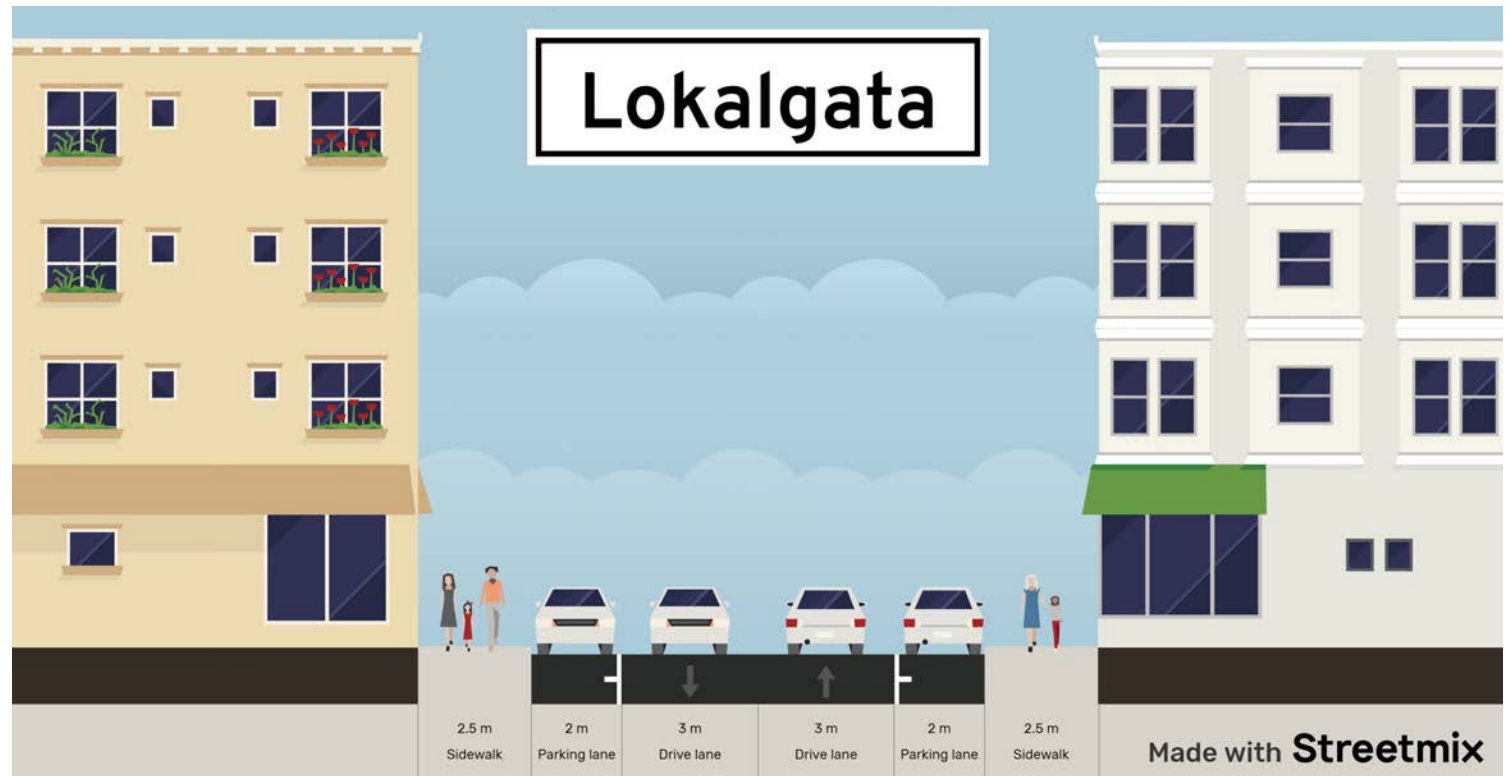 Lokalgata
2.5 m
Sidewalk
2 m
Parking lane
3 m
Drive lane
3 m
Drive lane
2 m
Parking lane
2.5 m
Sidewalk
Made with Streetmix